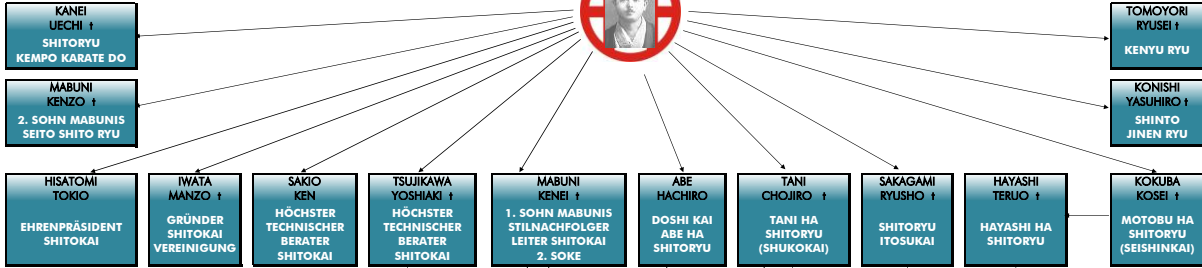 KANEI
UECHI †
SHITORYU
KEMPO KARATE DO
TOMOYORI
RYUSEI †
KENYU RYU
MABUNI
KENZO †
2. SOHN MABUNIS
SEITO SHITO RYU
KONISHI
YASUHIRO †
SHINTO
JINEN RYU
HISATOMI
TOKIO
EHRENPRÄSIDENT
SHITOKAI
IWATA
MANZO †
GRÜNDER
SHITOKAI
VEREINIGUNG
SAKIO
KEN
HÖCHSTER
TECHNISCHER
BERATER
SHITOKAI
TSUJIKAWA
YOSHIAKI †
HÖCHSTER
TECHNISCHER
BERATER
SHITOKAI
MABUNI
KENEI †
1. SOHN MABUNIS
STILNACHFOLGER
LEITER SHITOKAI
2. SOKE
ABE
HACHIRO
DOSHI KAI
ABE HA
SHITORYU
TANI
CHOJIRO †
TANI HA
SHITORYU
(SHUKOKAI)
SAKAGAMI
RYUSHO †
SHITORYU
ITOSUKAI
HAYASHI
TERUO †
HAYASHI HA
SHITORYU
KOKUBA
KOSEI †
MOTOBU HA
SHITORYU
(SEISHINKAI)